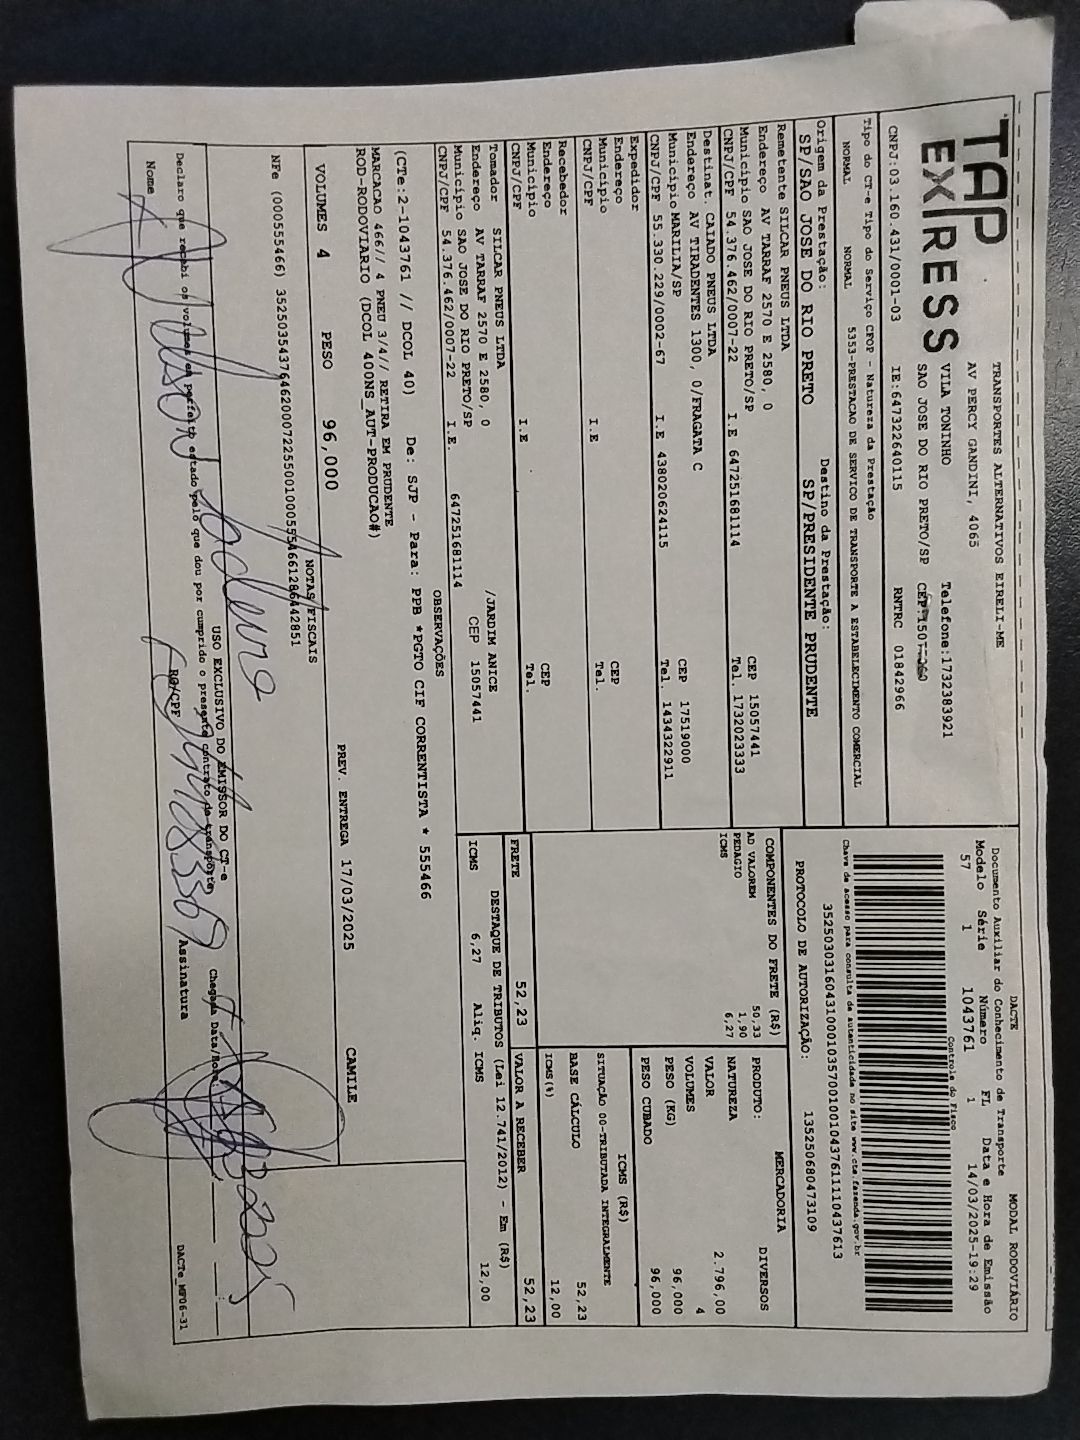 TAP EXPRESS
TRANSPORTES ALTERNATIVOS EIRELI-ME
AV PERCY GANDINI, 4065
VILA TONINHO Telefone:1732383921
SAO JOSE DO RIO PRETO/SP
CNPJ:03.160.431/0001-03 IE:647322640115 RNTRC 01842966
Tipo do CT-e Tipo do Serviço CFOP - Natureza da Prestação
NORMAL NORMAL 5353-PRESTACAO DE SERVICO DE TRANSPORTE A ESTABELECIMENTO COMERCIAL
Origem da Prestação: Destino da Prestação:
SP/SAO JOSE DO RIO PRETO SP/PRESIDENTE PRUDENTE
Remetente SILCAR PNEUS LTDA
Endereço AV TARRAF 2570 E 2580, 0 CEP 15057441
Município SAO JOSE DO RIO PRETO/SP Tel. 1732023333
CNPJ/CPF 54.376.462/0007-22 I.E 647251681114
Destinat. CAIADO PNEUS LTDA
Endereço AV TIRADENTES 1300, 0/FRAGATA C CEP 17519000
Município MARILIA/SP Tel. 1434322911
CNPJ/CPF 55.330.229/0002-67 I.E 438020624115
Expedidor
Endereço CEP
Município Tel.
CNPJ/CPF I.E
Recebedor
Endereço CEP
Município Tel.
CNPJ/CPF I.E
Tomador SILCAR PNEUS LTDA
Endereço AV TARRAF 2570 E 2580, 0 /JARDIM ANICE
Município SAO JOSE DO RIO PRETO/SP CEP 15057441
CNPJ/CPF 54.376.462/0007-22 I.E. 647251681114
DACTE MODAL RODOVIÁRIO
Documento Auxiliar do Conhecimento de Transporte
Modelo Série Número FL Data e Hora de Emissão
57 1 1043761 1 14/03/2025-19:29
Controle do Fisco
Chave de acesso para consulta de autenticidade no site www.cte.fazenda.gov.br
35250303160431000103570010010437611110437613
PROTOCOLO DE AUTORIZAÇÃO: 135250680473109
COMPONENTES DO FRETE (R$)
AD VALOREM 50,33
PEDAGIO 1,90
ICMS 6,27
MERCADORIA
PRODUTO: DIVERSOS
NATUREZA
VALOR 2.796,00
VOLUMES 4
PESO (KG) 96,000
PESO CUBADO 96,000
ICMS (R$)
SITUAÇÃO 00-TRIBUTADA INTEGRALMENTE
BASE CÁLCULO 52,23
ICMS(%) 12,00
FRETE 52,23 VALOR A RECEBER 52,23
DESTAQUE DE TRIBUTOS (Lei 12.741/2012) - Em (R$)
ICMS 6,27 Aliq. ICMS 12,00
OBSERVAÇÕES
(CTe:2-1043761 // DCOL 40) De: SJP - Para: PPB *PGTO CIF CORRENTISTA * 555466
MARCACAO 466// 4 PNEU 3/4// RETIRA EM PRUDENTE
ROD-RODOVIARIO (DCOL 400NS_AUT-PRODUCAO#)
VOLUMES 4 PESO 96,000 PREV. ENTREGA 17/03/2025 CAMILE
NOTAS FISCAIS
NFe (000555466)
USO EXCLUSIVO DO EMISSOR DO CT-e
Declaro que recebi os volumes em perfeito estado pelo que dou por cumprido o presente contrato de transporte
Chegada Data/Hora
Nome RG/CPF Assinatura
DACTe_MP06-31